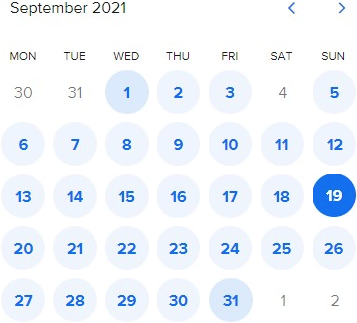 September 2021
MON TUE WED THU FRI SAT SUN
30 31 1 2 3 4 5
6 7 8 9 10 11 12
13 14 15 16 17 18 19
20 21 22 23 24 25 26
27 28 29 30 31 1 2